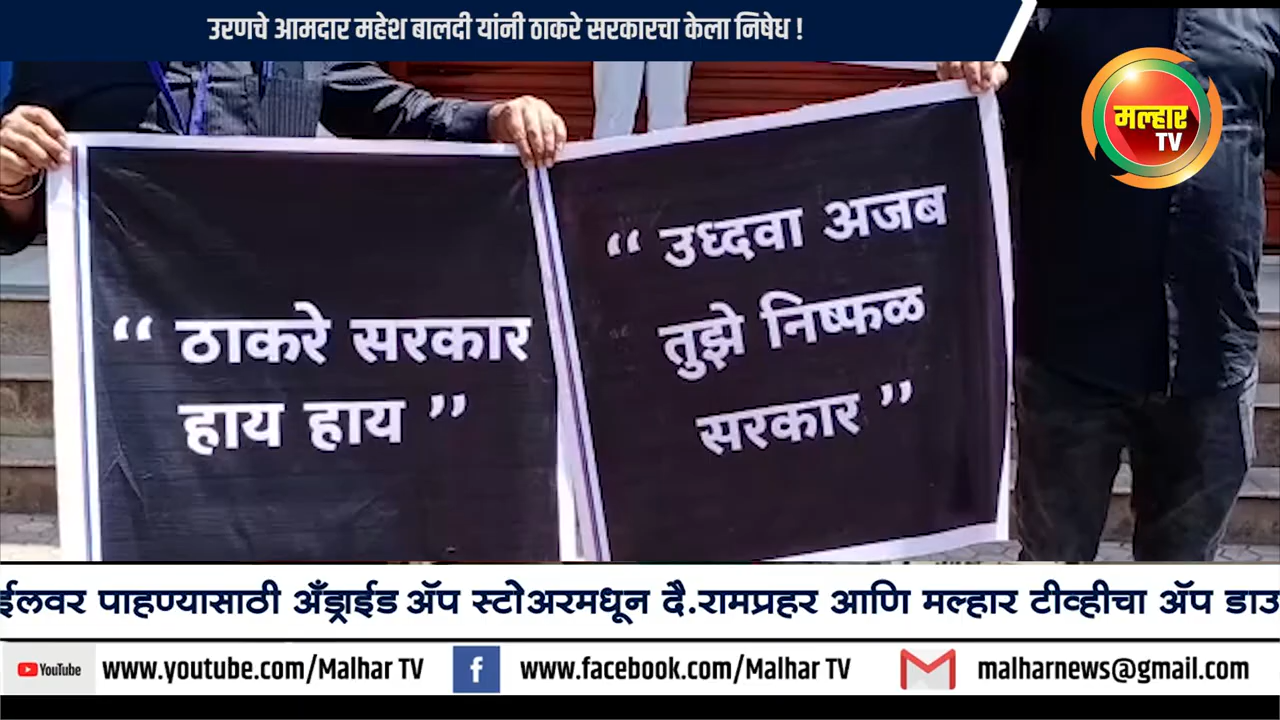 उरणचे आमदार महेश बालदी यांनी ठाकरे सरकारचा केला निषेध !
मल्हार
TV
“ ठाकरे सरकार
हाय हाय ”
“ उध्दवा अजब
तुझे निष्फळ
सरकार ”
ईलवर पाहण्यासाठी अँड्राईड ॲप स्टोअरमधून दै.रामप्रहर आणि मल्हार टीव्हीचा ॲप डाउ
YouTube www.youtube.com/Malhar TV f www.facebook.com/Malhar TV malharnews@gmail.com